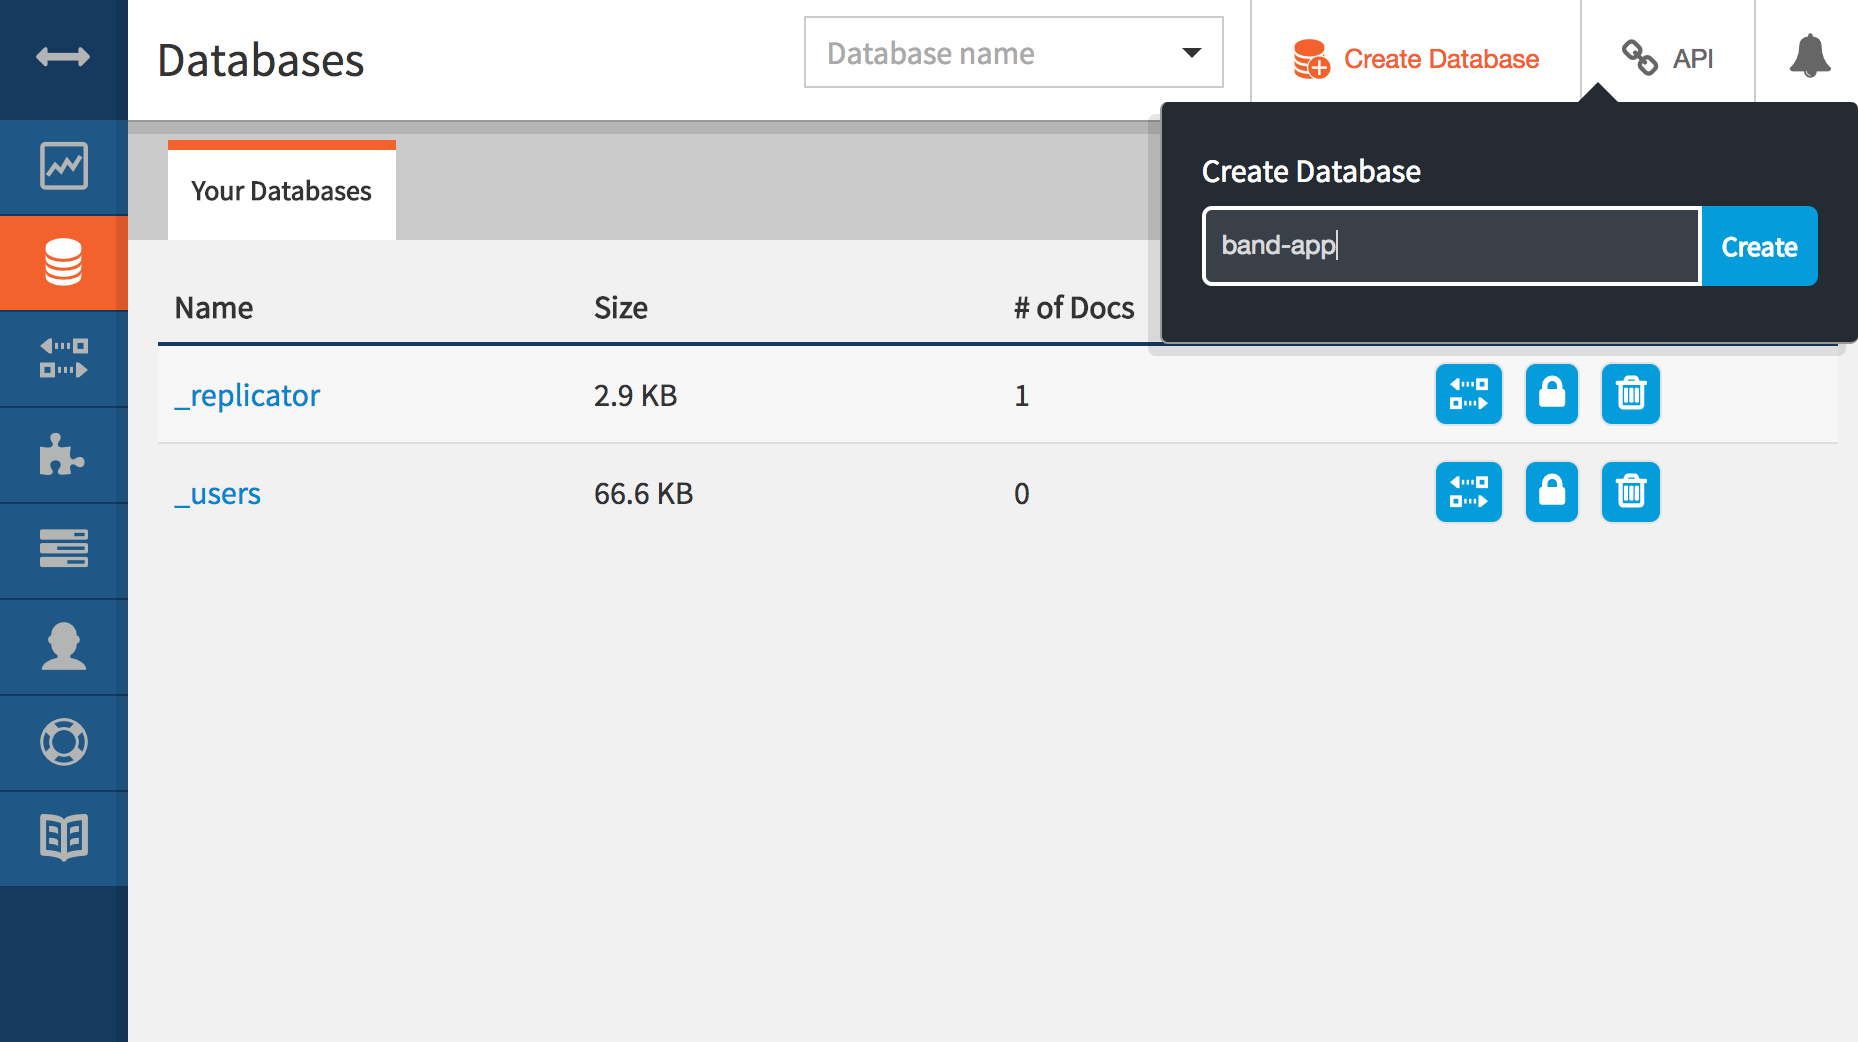 Databases
Database name
Create Database
API
Your Databases
Create Database
band-app
Create
Name Size # of Docs
_replicator 2.9 KB 1
_users 66.6 KB 0